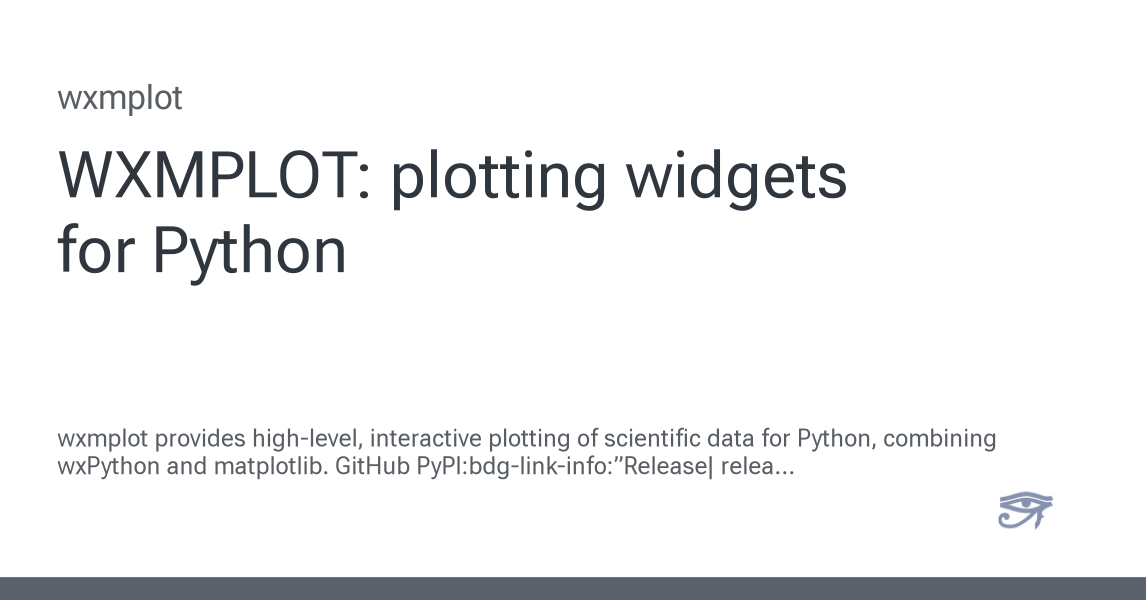 wxmplot
WXMPLOT: plotting widgets
for Python
wxmplot provides high-level, interactive plotting of scientific data for Python, combining
wxPython and matplotlib. GitHub PyPI:bdg-link-info:”Release| relea…